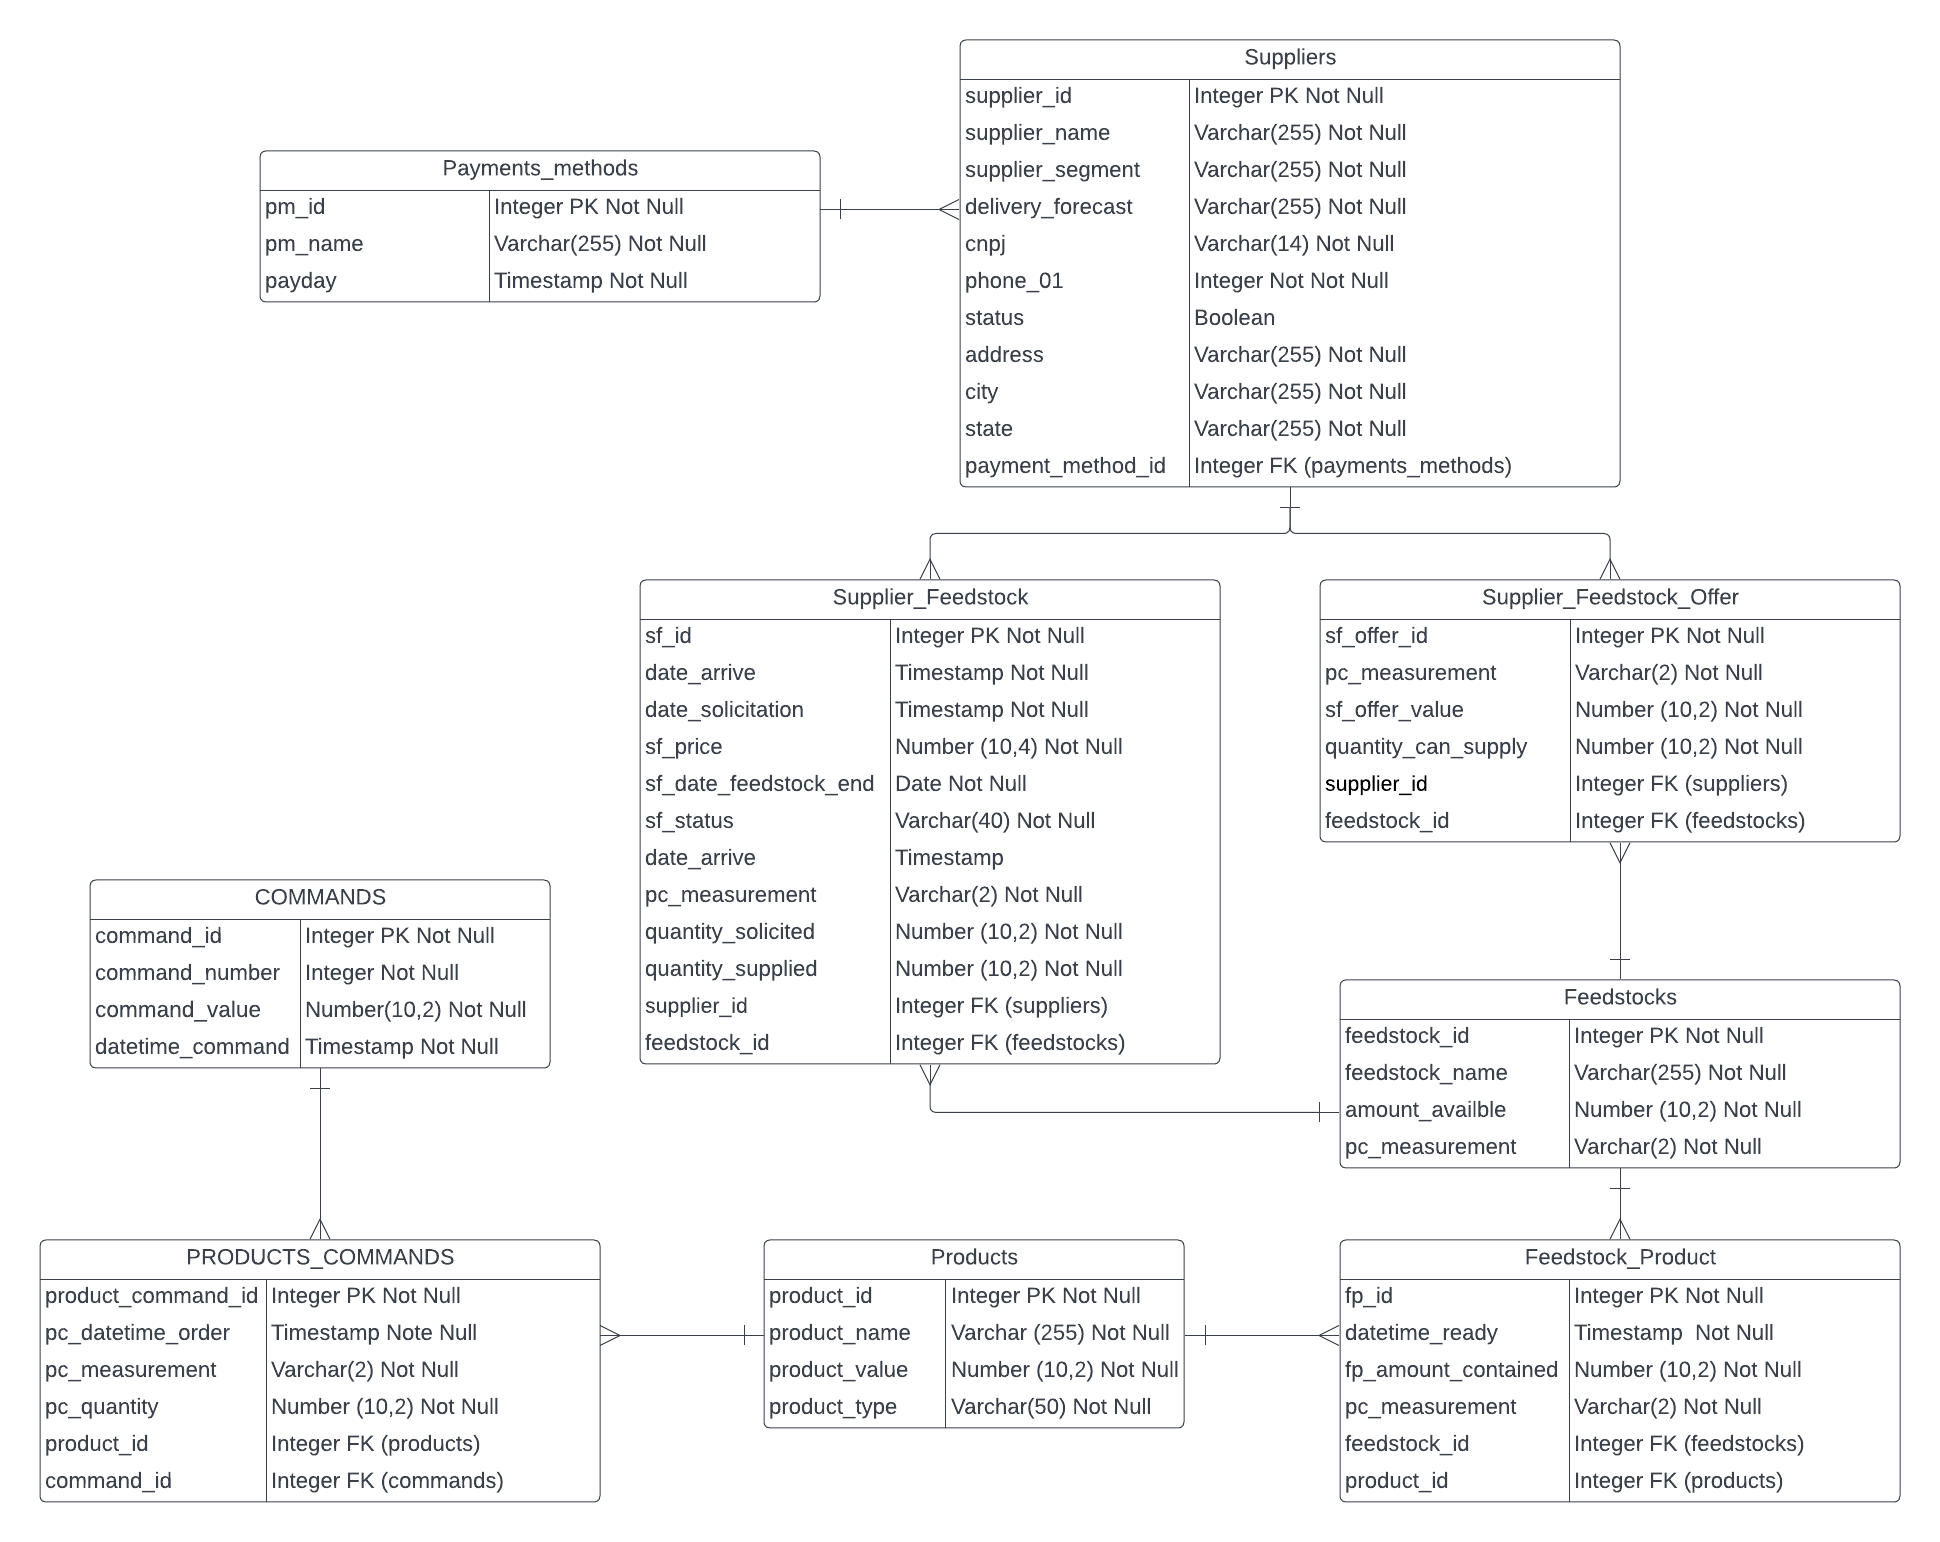 Suppliers
supplier_id Integer PK Not Null
supplier_name Varchar(255) Not Null
supplier_segment Varchar(255) Not Null
delivery_forecast Varchar(255) Not Null
cnpj Varchar(14) Not Null
phone_01 Integer Not Not Null
status Boolean
address Varchar(255) Not Null
city Varchar(255) Not Null
state Varchar(255) Not Null
payment_method_id Integer FK (payments_methods)
Payments_methods
pm_id Integer PK Not Null
pm_name Varchar(255) Not Null
payday Timestamp Not Null
Supplier_Feedstock
sf_id Integer PK Not Null
date_arrive Timestamp Not Null
date_solicitation Timestamp Not Null
sf_price Number (10,4) Not Null
sf_date_feedstock_end Date Not Null
sf_status Varchar(40) Not Null
date_arrive Timestamp
pc_measurement Varchar(2) Not Null
quantity_solicited Number (10,2) Not Null
quantity_supplied Number (10,2) Not Null
supplier_id Integer FK (suppliers)
feedstock_id Integer FK (feedstocks)
Supplier_Feedstock_Offer
sf_offer_id Integer PK Not Null
pc_measurement Varchar(2) Not Null
sf_offer_value Number (10,2) Not Null
quantity_can_supply Number (10,2) Not Null
supplier_id Integer FK (suppliers)
feedstock_id Integer FK (feedstocks)
COMMANDS
command_id Integer PK Not Null
command_number Integer Not Null
command_value Number(10,2) Not Null
datetime_command Timestamp Not Null
Feedstocks
feedstock_id Integer PK Not Null
feedstock_name Varchar(255) Not Null
amount_availble Number (10,2) Not Null
pc_measurement Varchar(2) Not Null
PRODUCTS_COMMANDS
product_command_id Integer PK Not Null
pc_datetime_order Timestamp Note Null
pc_measurement Varchar(2) Not Null
pc_quantity Number (10,2) Not Null
product_id Integer FK (products)
command_id Integer FK (commands)
Products
product_id Integer PK Not Null
product_name Varchar (255) Not Null
product_value Number (10,2) Not Null
product_type Varchar(50) Not Null
Feedstock_Product
fp_id Integer PK Not Null
datetime_ready Timestamp Not Null
fp_amount_contained Number (10,2) Not Null
pc_measurement Varchar(2) Not Null
feedstock_id Integer FK (feedstocks)
product_id Integer FK (products)